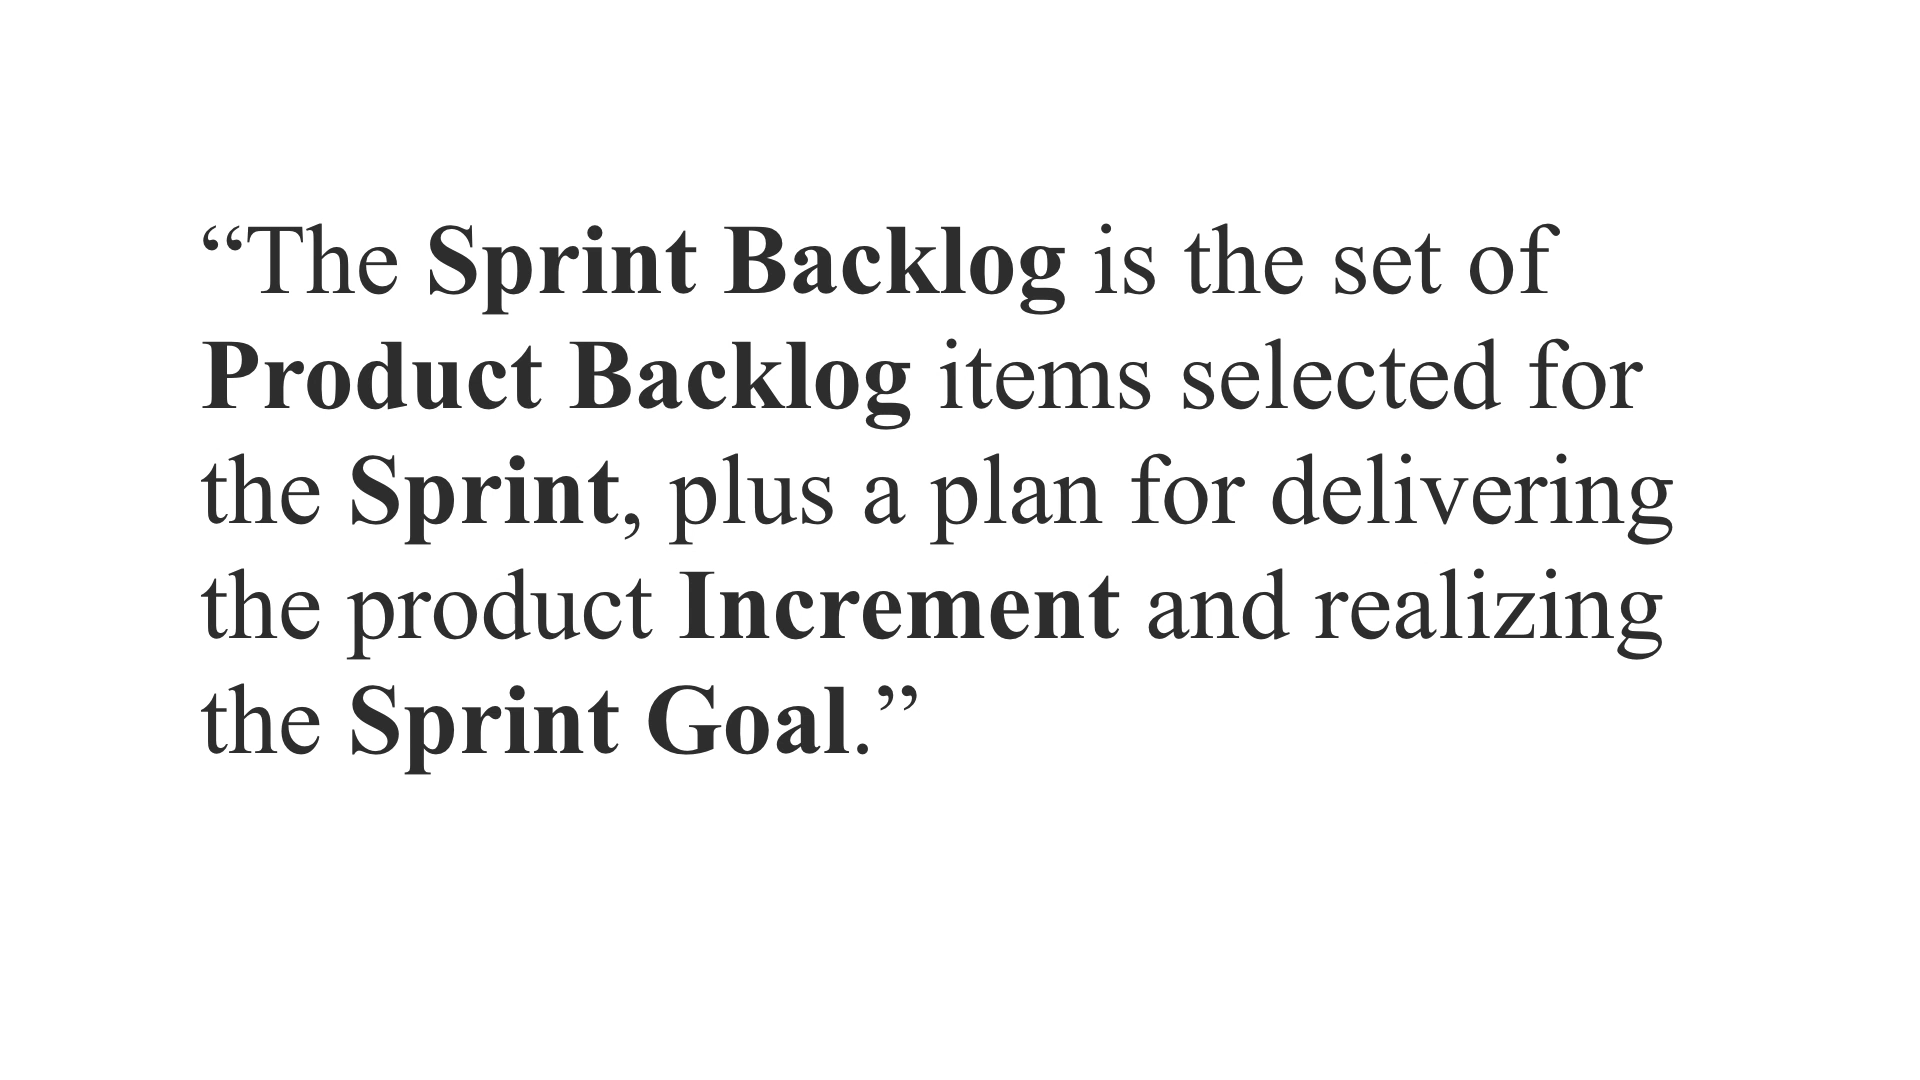 “The Sprint Backlog is the set of
Product Backlog items selected for
the Sprint, plus a plan for delivering
the product Increment and realizing
the Sprint Goal.”